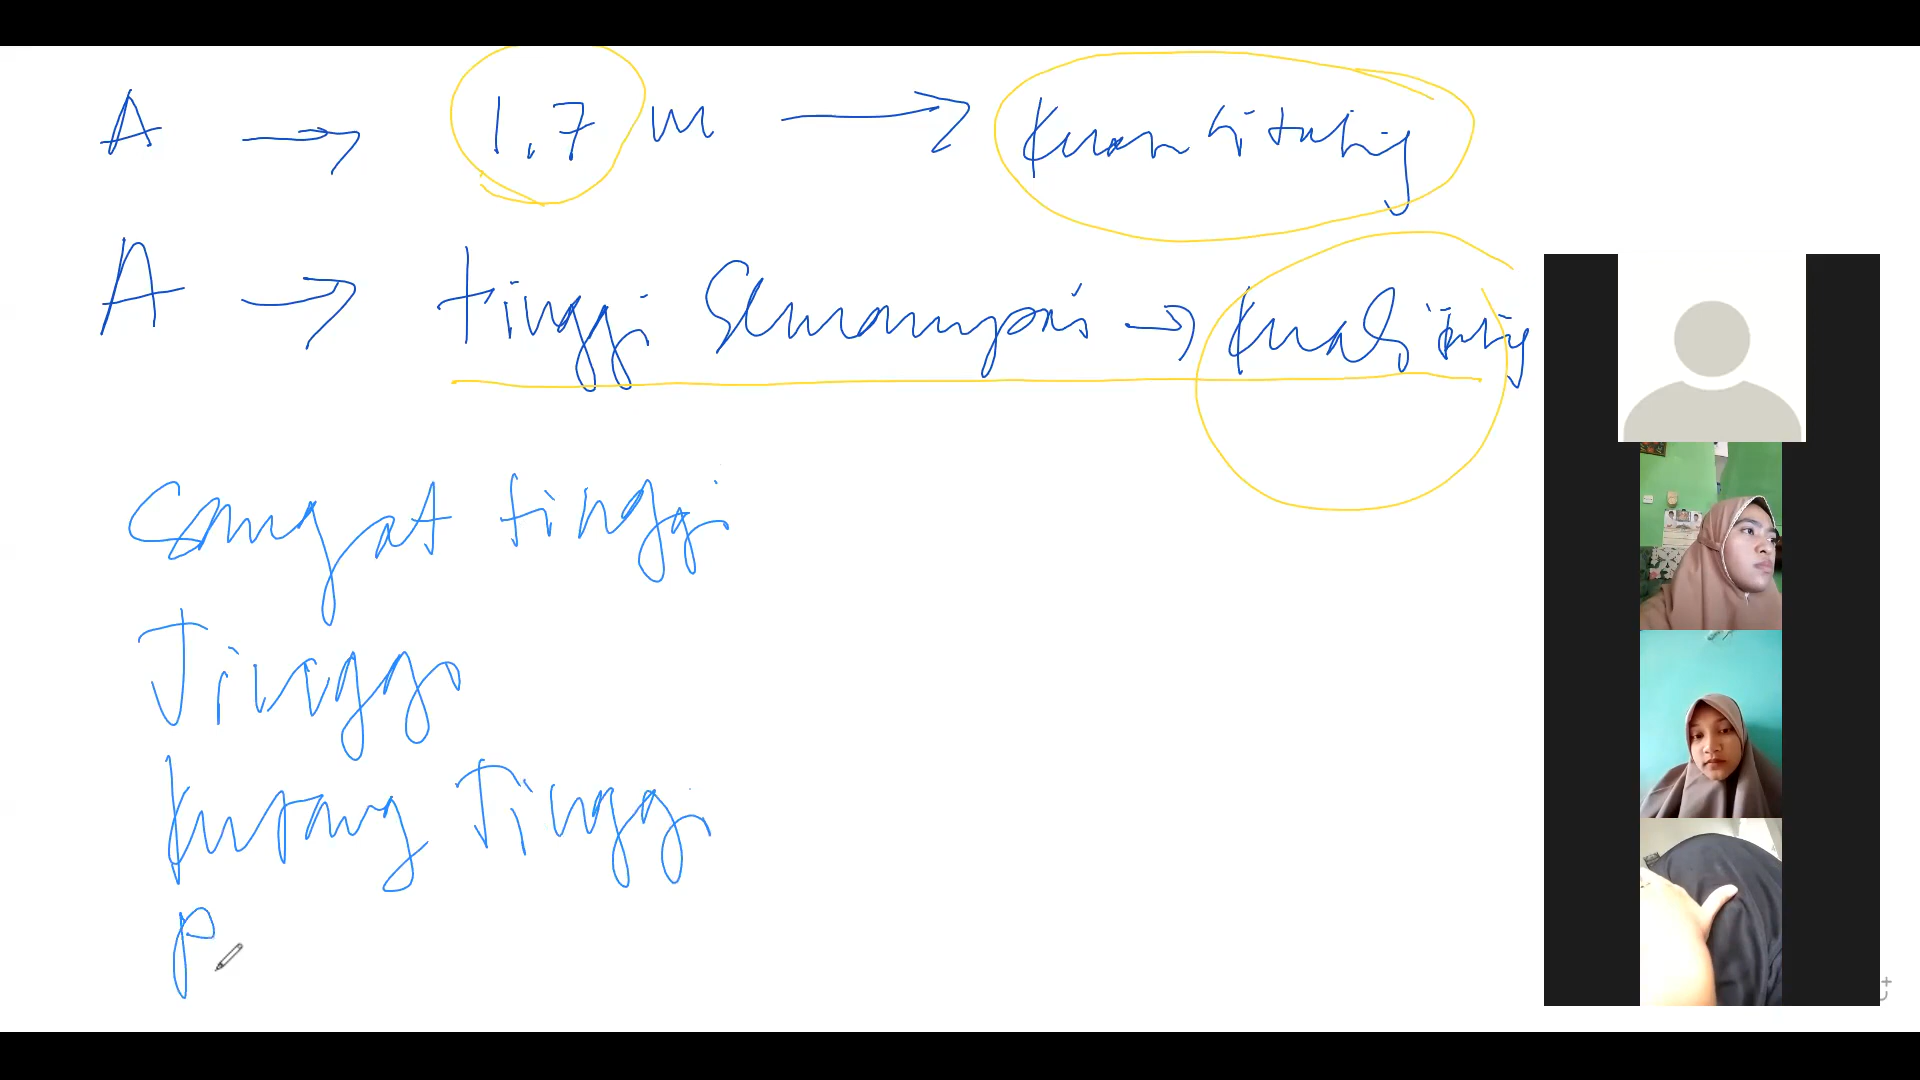 A → 1,7 m → Kuantitatif
A → tinggi Semampai → Kualitatif
Sangat tinggi
Tinggi
Kurang Tinggi
P